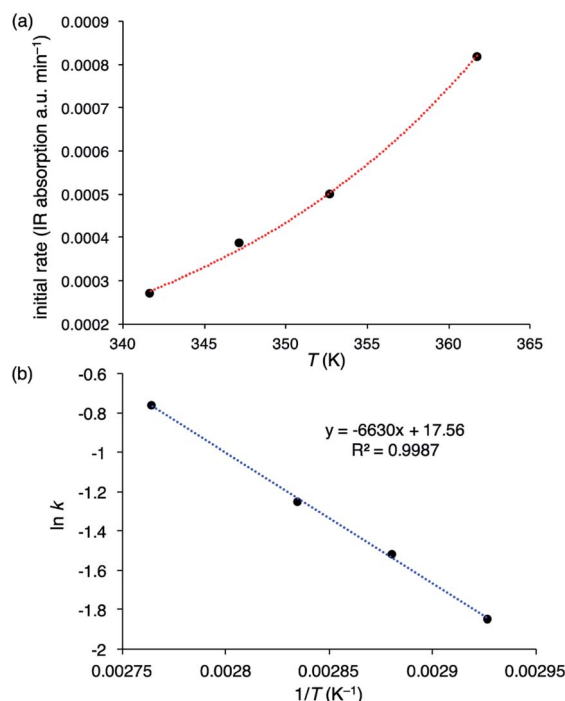 (a)
initial rate (IR absorption a.u. min⁻¹)
0.0009
0.0008
0.0007
0.0006
0.0005
0.0004
0.0003
0.0002
340 345 350 355 360 365
T (K)
(b)
ln k
-0.6
-0.8
-1
-1.2
-1.4
-1.6
-1.8
-2
y = -6630x + 17.56
R² = 0.9987
0.00275 0.0028 0.00285 0.0029 0.00295
1/T (K⁻¹)